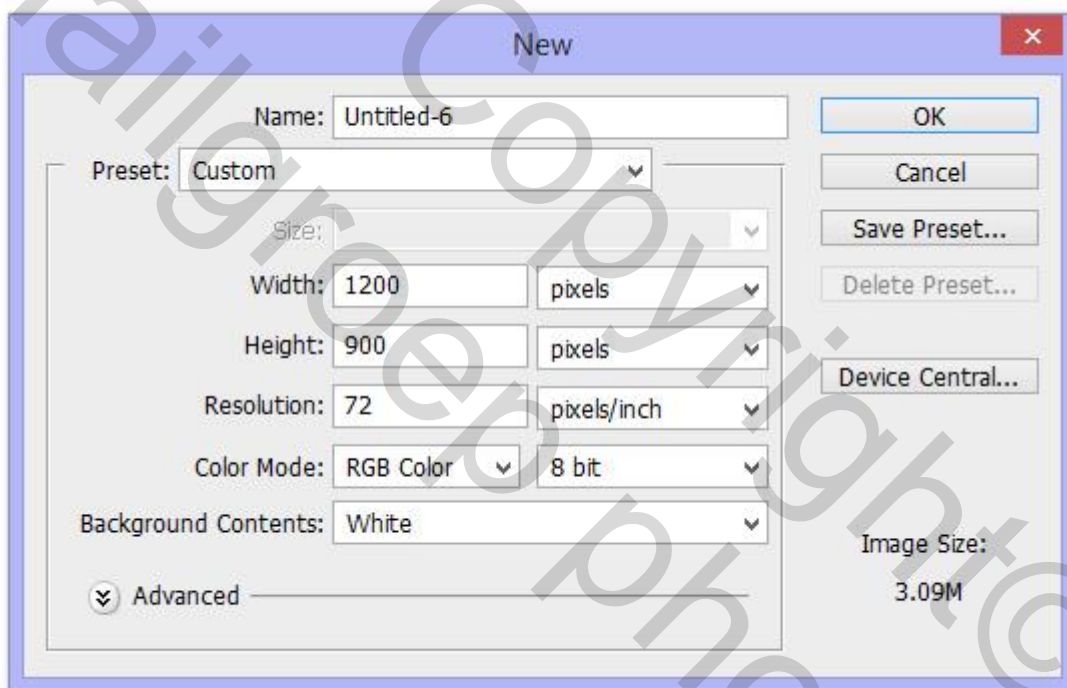 New
Name: Untitled-6
OK
Preset: Custom
Cancel
Size:
Save Preset...
Width: 1200 pixels
Delete Preset...
Height: 900 pixels
Device Central...
Resolution: 72 pixels/inch
Color Mode: RGB Color 8 bit
Background Contents: White
Image Size:
3.09M
Advanced
Copyright©